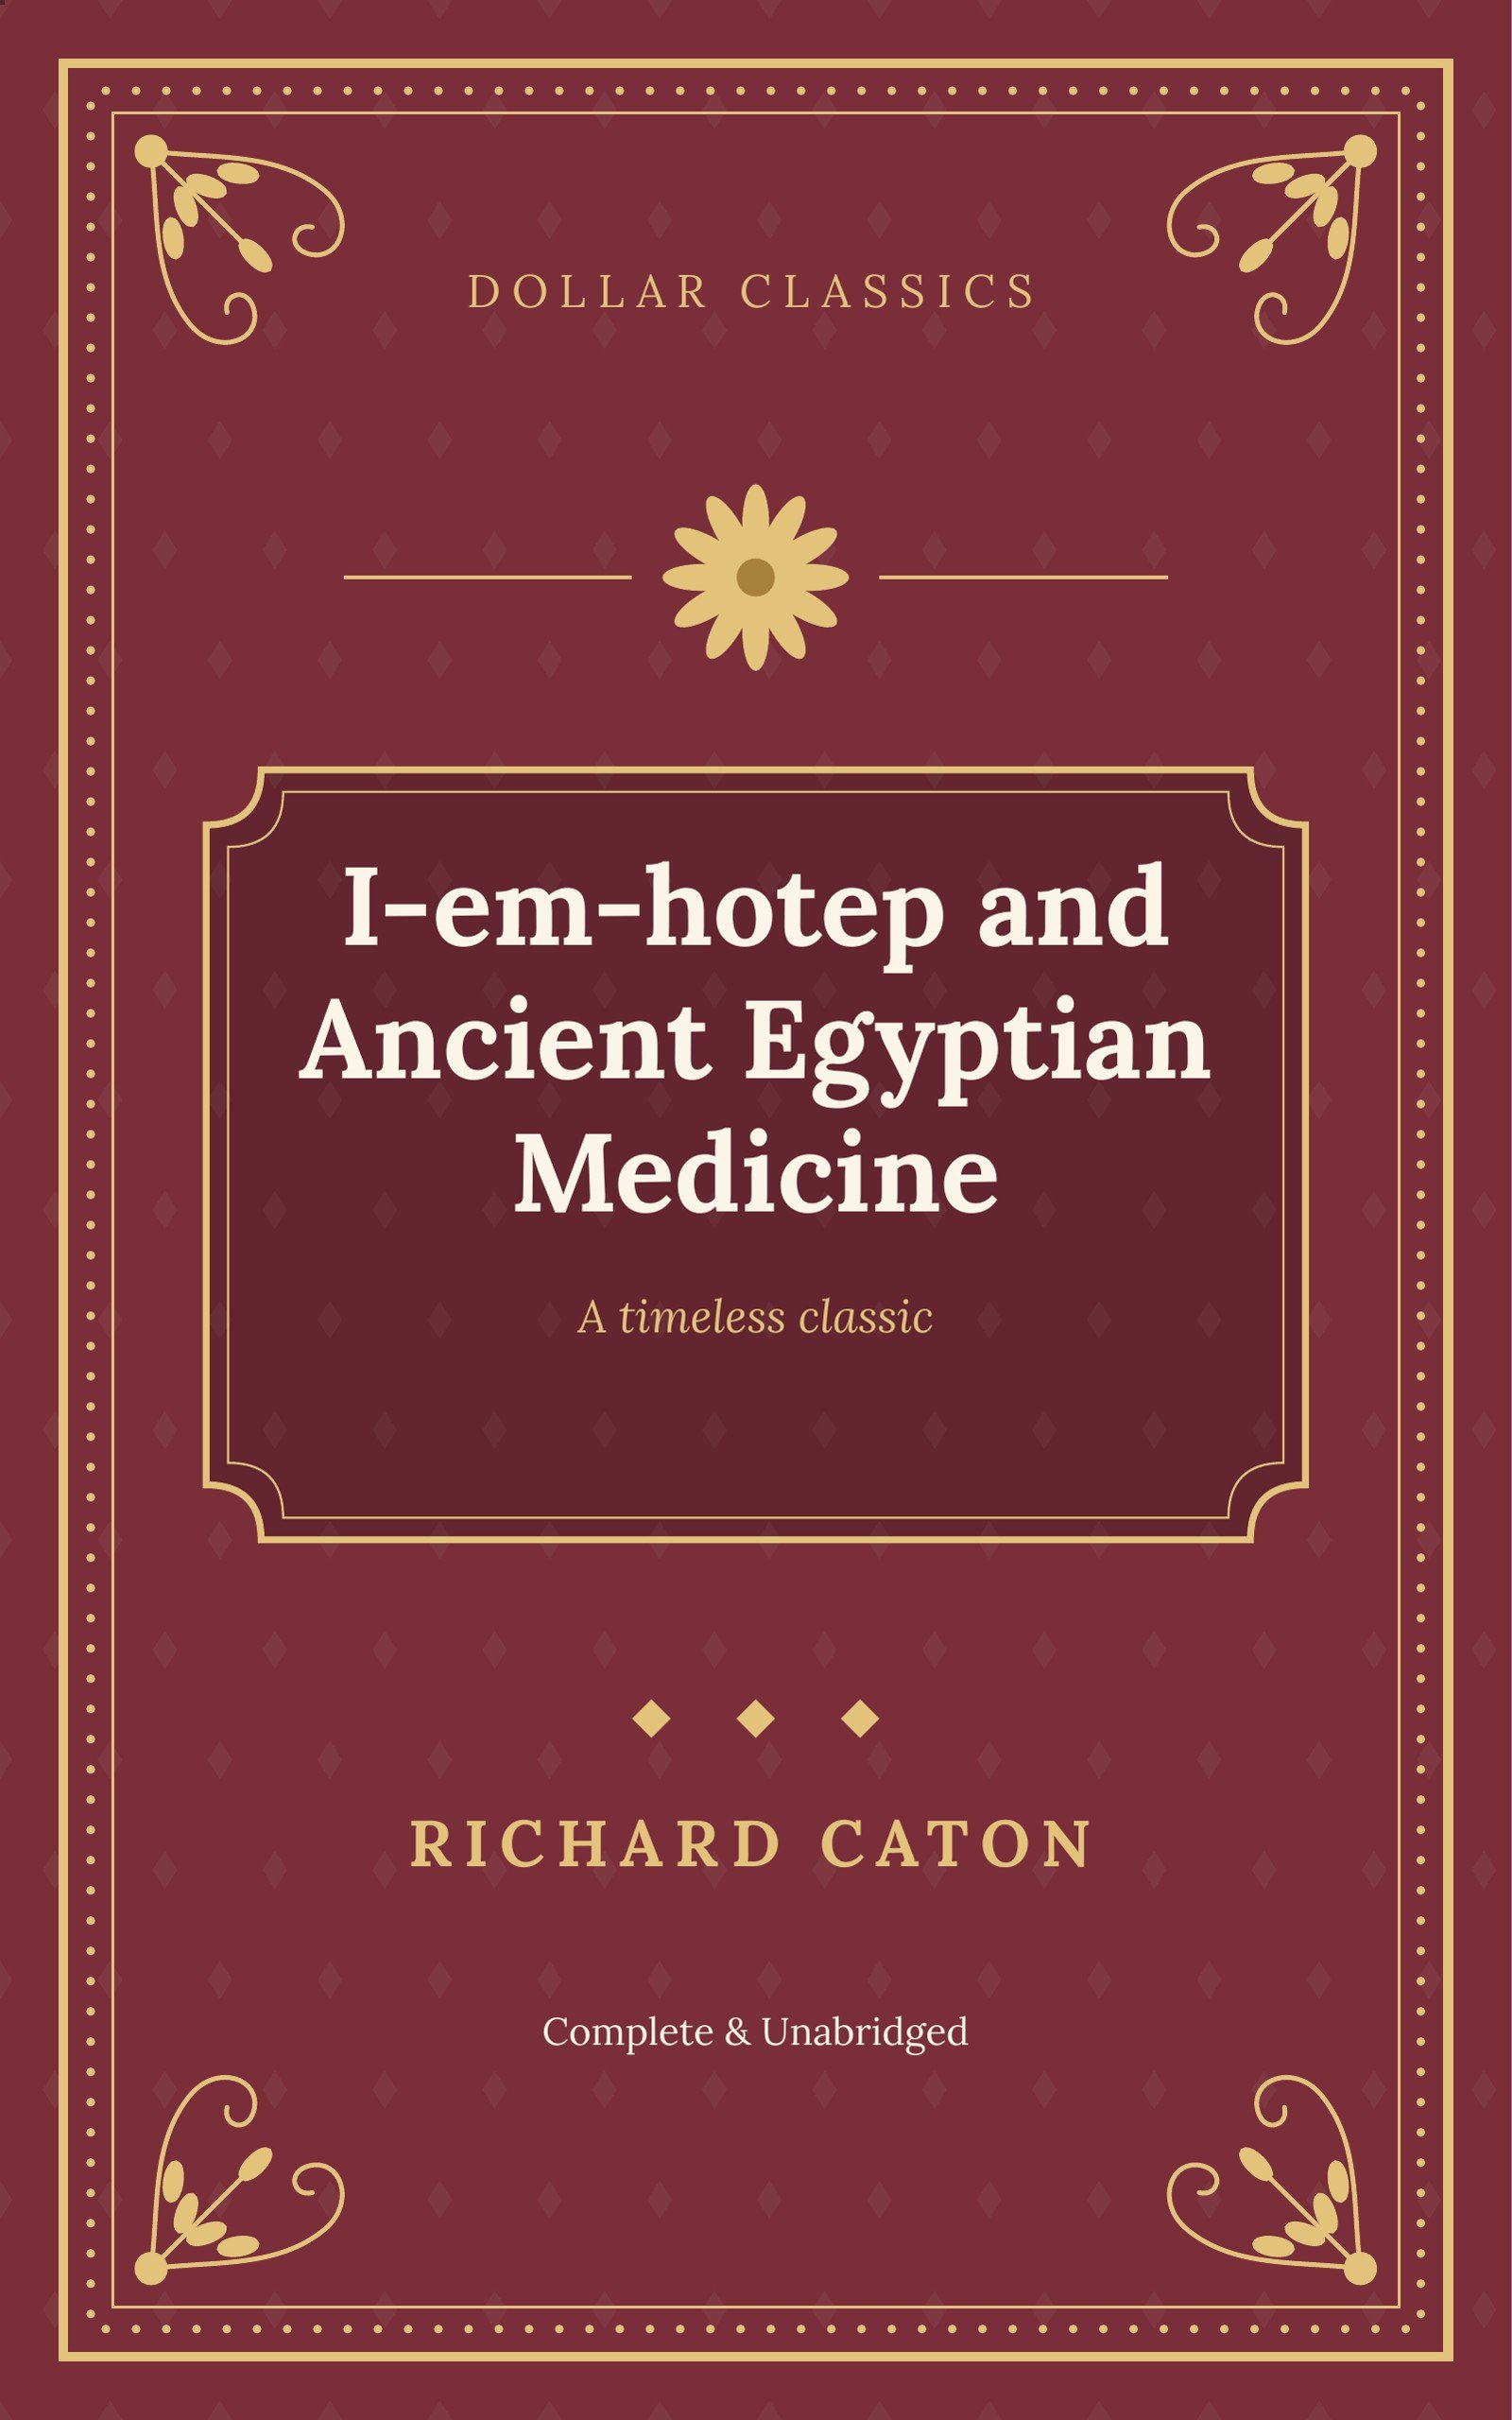 DOLLAR CLASSICS
I-em-hotep and
Ancient Egyptian
Medicine
A timeless classic
RICHARD CATON
Complete & Unabridged